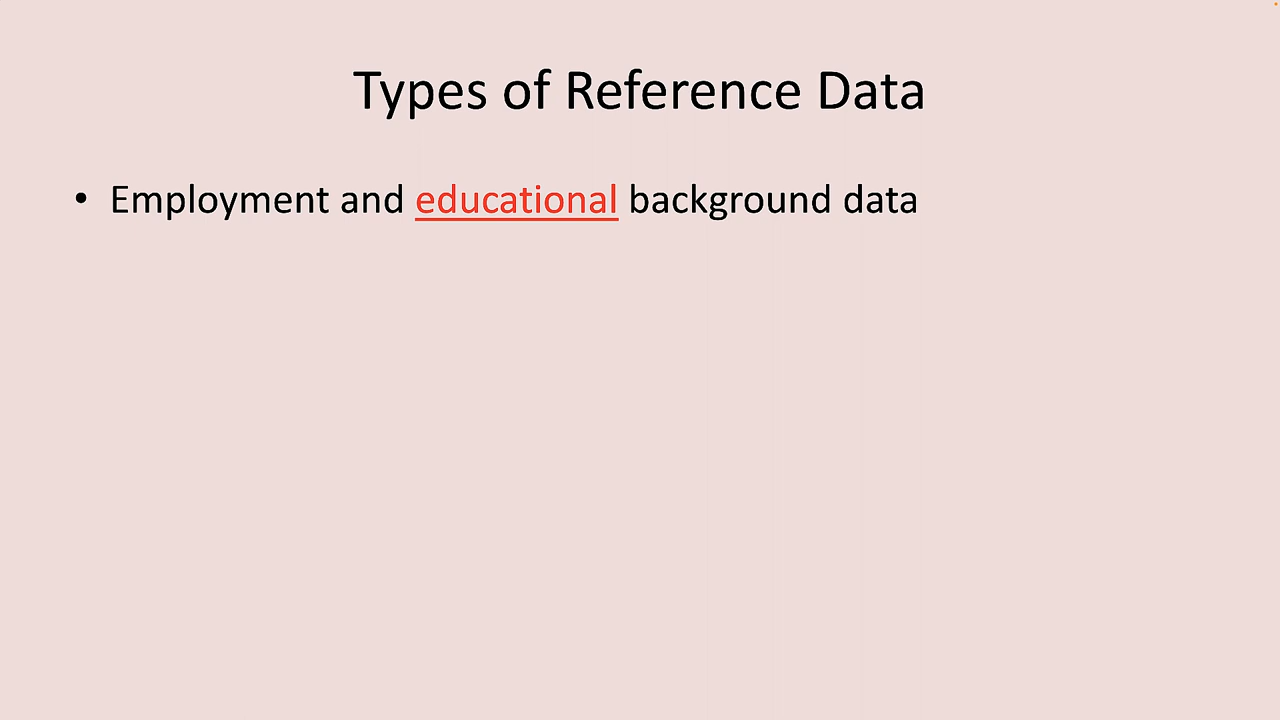 Types of Reference Data
• Employment and educational background data